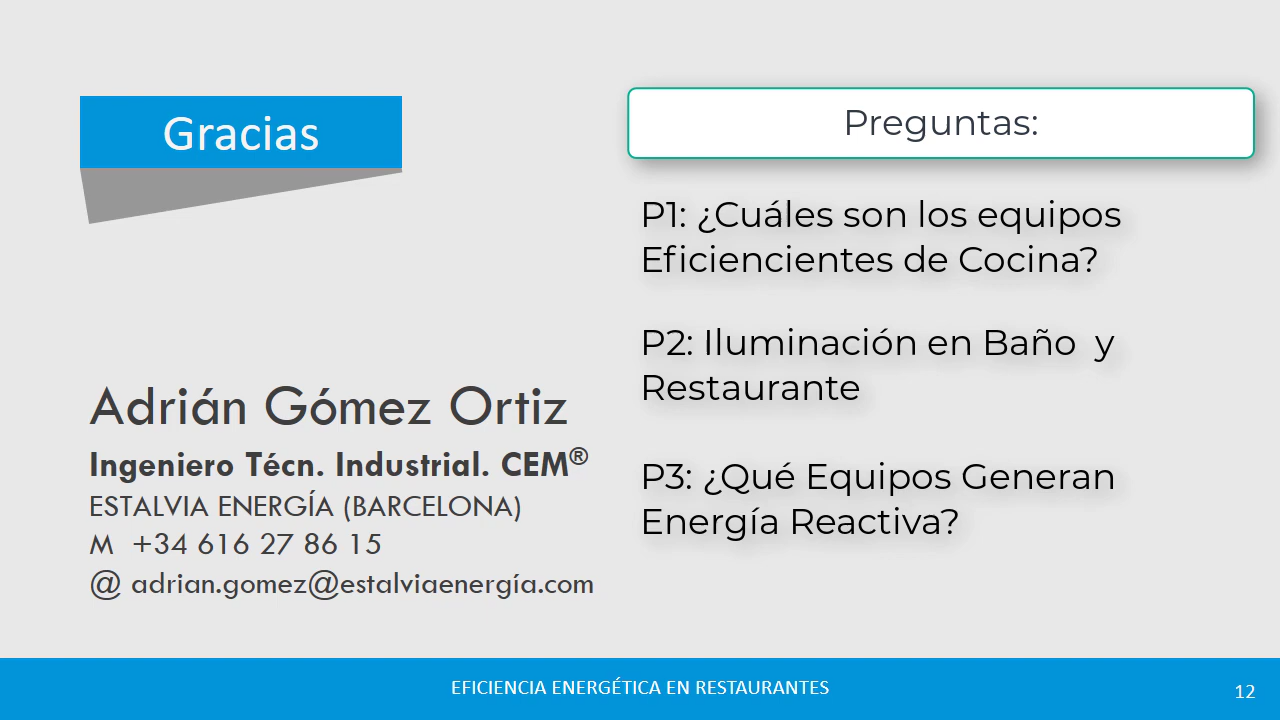 Gracias
Adrián Gómez Ortiz
Ingeniero Técn. Industrial. CEM®
ESTALVIA ENERGÍA (BARCELONA)
M +34 616 27 86 15
@ adrian.gomez@estalviaenergía.com
Preguntas:
P1: ¿Cuáles son los equipos
Eficiencientes de Cocina?
P2: Iluminación en Baño y
Restaurante
P3: ¿Qué Equipos Generan
Energía Reactiva?
EFICIENCIA ENERGÉTICA EN RESTAURANTES
12